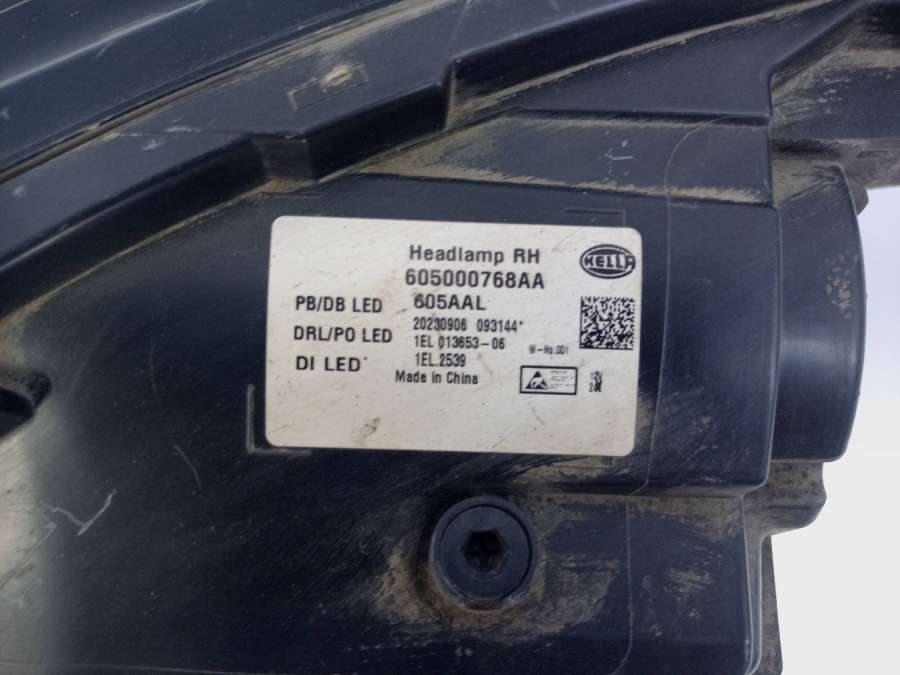 Headlamp RH
HELLA
605000768AA
PB/DB LED 605AAL
DRL/PO LED 20230906 093144*
1EL 013653-06 W-No.001
DI LED* 1EL.2539
Made in China
12V